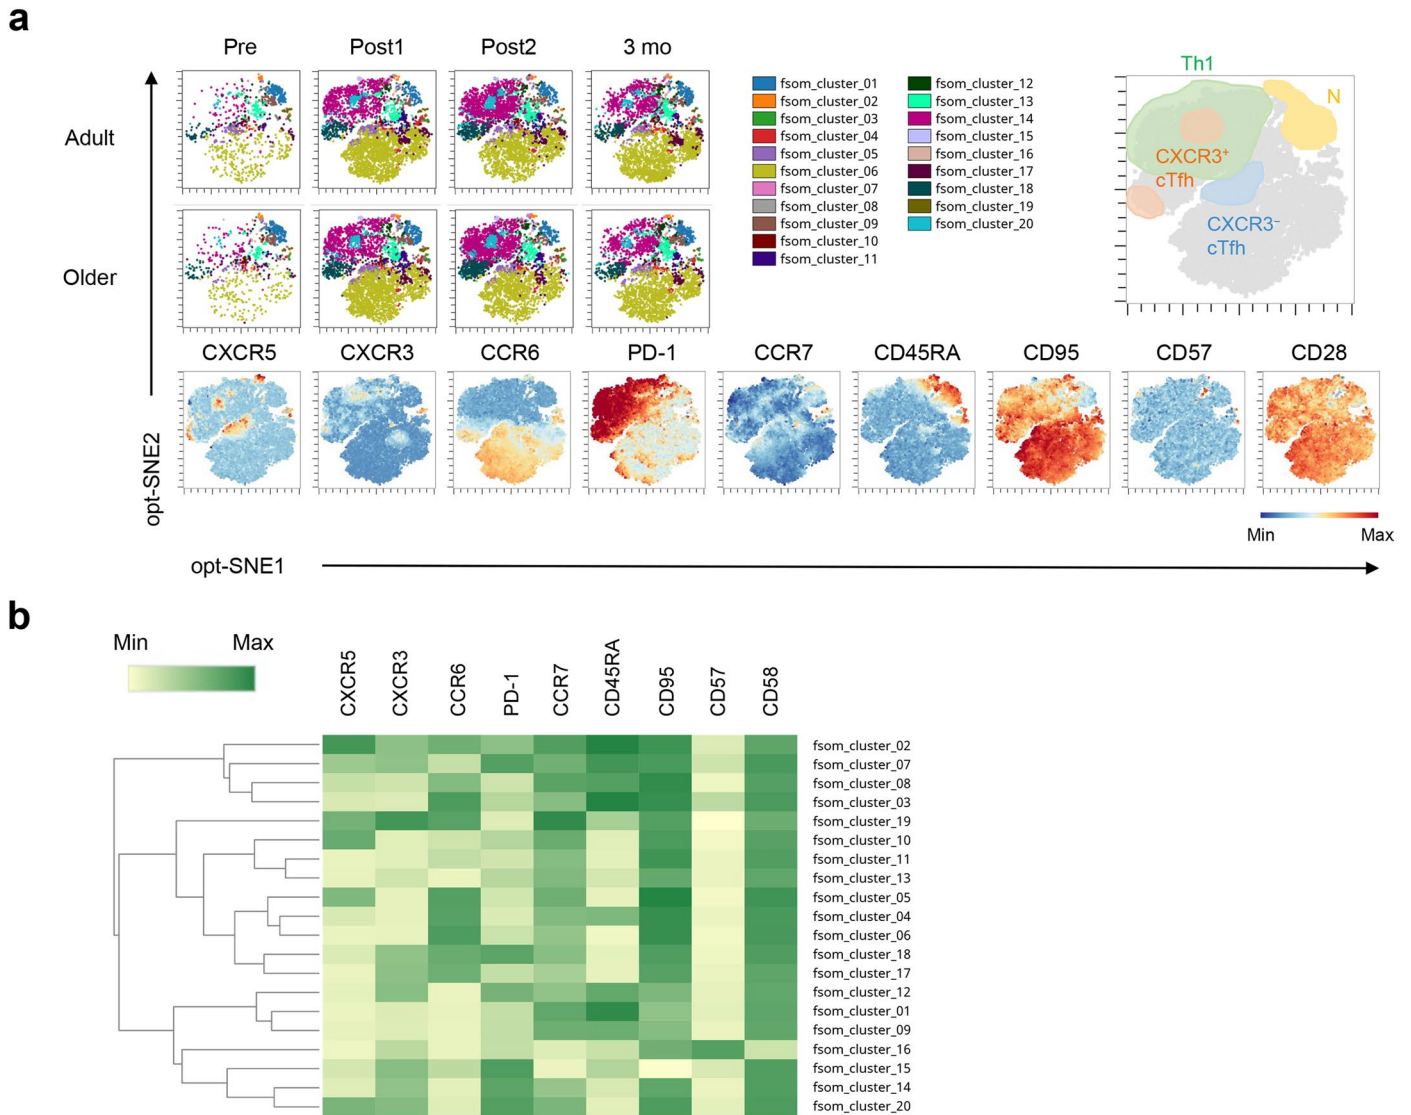 a
Pre
Post1
Post2
3 mo
Adult
Older
fsom_cluster_01
fsom_cluster_02
fsom_cluster_03
fsom_cluster_04
fsom_cluster_05
fsom_cluster_06
fsom_cluster_07
fsom_cluster_08
fsom_cluster_09
fsom_cluster_10
fsom_cluster_11
fsom_cluster_12
fsom_cluster_13
fsom_cluster_14
fsom_cluster_15
fsom_cluster_16
fsom_cluster_17
fsom_cluster_18
fsom_cluster_19
fsom_cluster_20
Th1
N
CXCR3⁺
cTfh
CXCR3⁻
cTfh
CXCR5
CXCR3
CCR6
PD-1
CCR7
CD45RA
CD95
CD57
CD28
opt-SNE2
Min
Max
opt-SNE1
b
Min
Max
CXCR5
CXCR3
CCR6
PD-1
CCR7
CD45RA
CD95
CD57
CD58
fsom_cluster_02
fsom_cluster_07
fsom_cluster_08
fsom_cluster_03
fsom_cluster_19
fsom_cluster_10
fsom_cluster_11
fsom_cluster_13
fsom_cluster_05
fsom_cluster_04
fsom_cluster_06
fsom_cluster_18
fsom_cluster_17
fsom_cluster_12
fsom_cluster_01
fsom_cluster_09
fsom_cluster_16
fsom_cluster_15
fsom_cluster_14
fsom_cluster_20